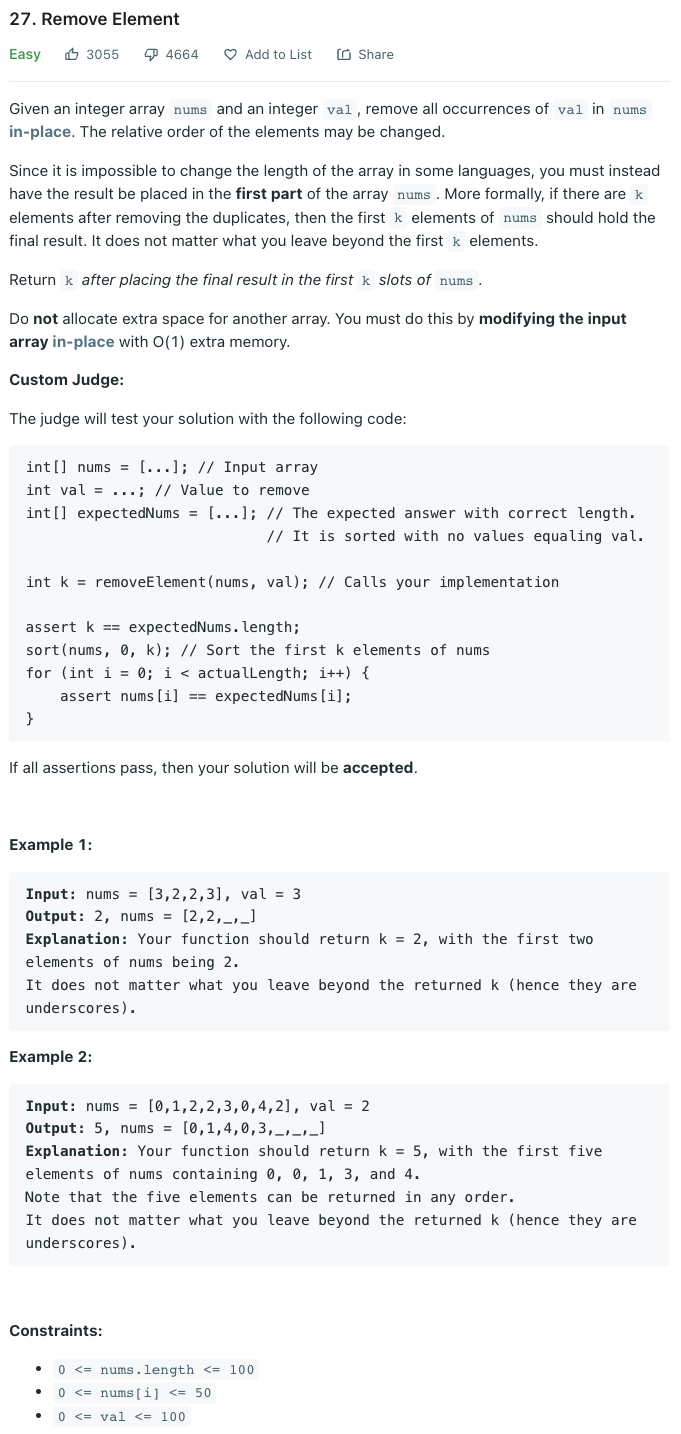 27. Remove Element
Easy 3055 4664 Add to List Share
Given an integer array nums and an integer val, remove all occurrences of val in nums
in-place. The relative order of the elements may be changed.
Since it is impossible to change the length of the array in some languages, you must instead
have the result be placed in the first part of the array nums. More formally, if there are k
elements after removing the duplicates, then the first k elements of nums should hold the
final result. It does not matter what you leave beyond the first k elements.
Return k after placing the final result in the first k slots of nums.
Do not allocate extra space for another array. You must do this by modifying the input
array in-place with O(1) extra memory.
Custom Judge:
The judge will test your solution with the following code:
int[] nums = [...]; // Input array
int val = ...; // Value to remove
int[] expectedNums = [...]; // The expected answer with correct length.
// It is sorted with no values equaling val.
int k = removeElement(nums, val); // Calls your implementation
assert k == expectedNums.length;
sort(nums, 0, k); // Sort the first k elements of nums
for (int i = 0; i < actualLength; i++) {
assert nums[i] == expectedNums[i];
}
If all assertions pass, then your solution will be accepted.
Example 1:
Input: nums = [3,2,2,3], val = 3
Output: 2, nums = [2,2,_,_]
Explanation: Your function should return k = 2, with the first two
elements of nums being 2.
It does not matter what you leave beyond the returned k (hence they are
underscores).
Example 2:
Input: nums = [0,1,2,2,3,0,4,2], val = 2
Output: 5, nums = [0,1,4,0,3,_,_,_]
Explanation: Your function should return k = 5, with the first five
elements of nums containing 0, 0, 1, 3, and 4.
Note that the five elements can be returned in any order.
It does not matter what you leave beyond the returned k (hence they are
underscores).
Constraints:
• 0 <= nums.length <= 100
• 0 <= nums[i] <= 50
• 0 <= val <= 100